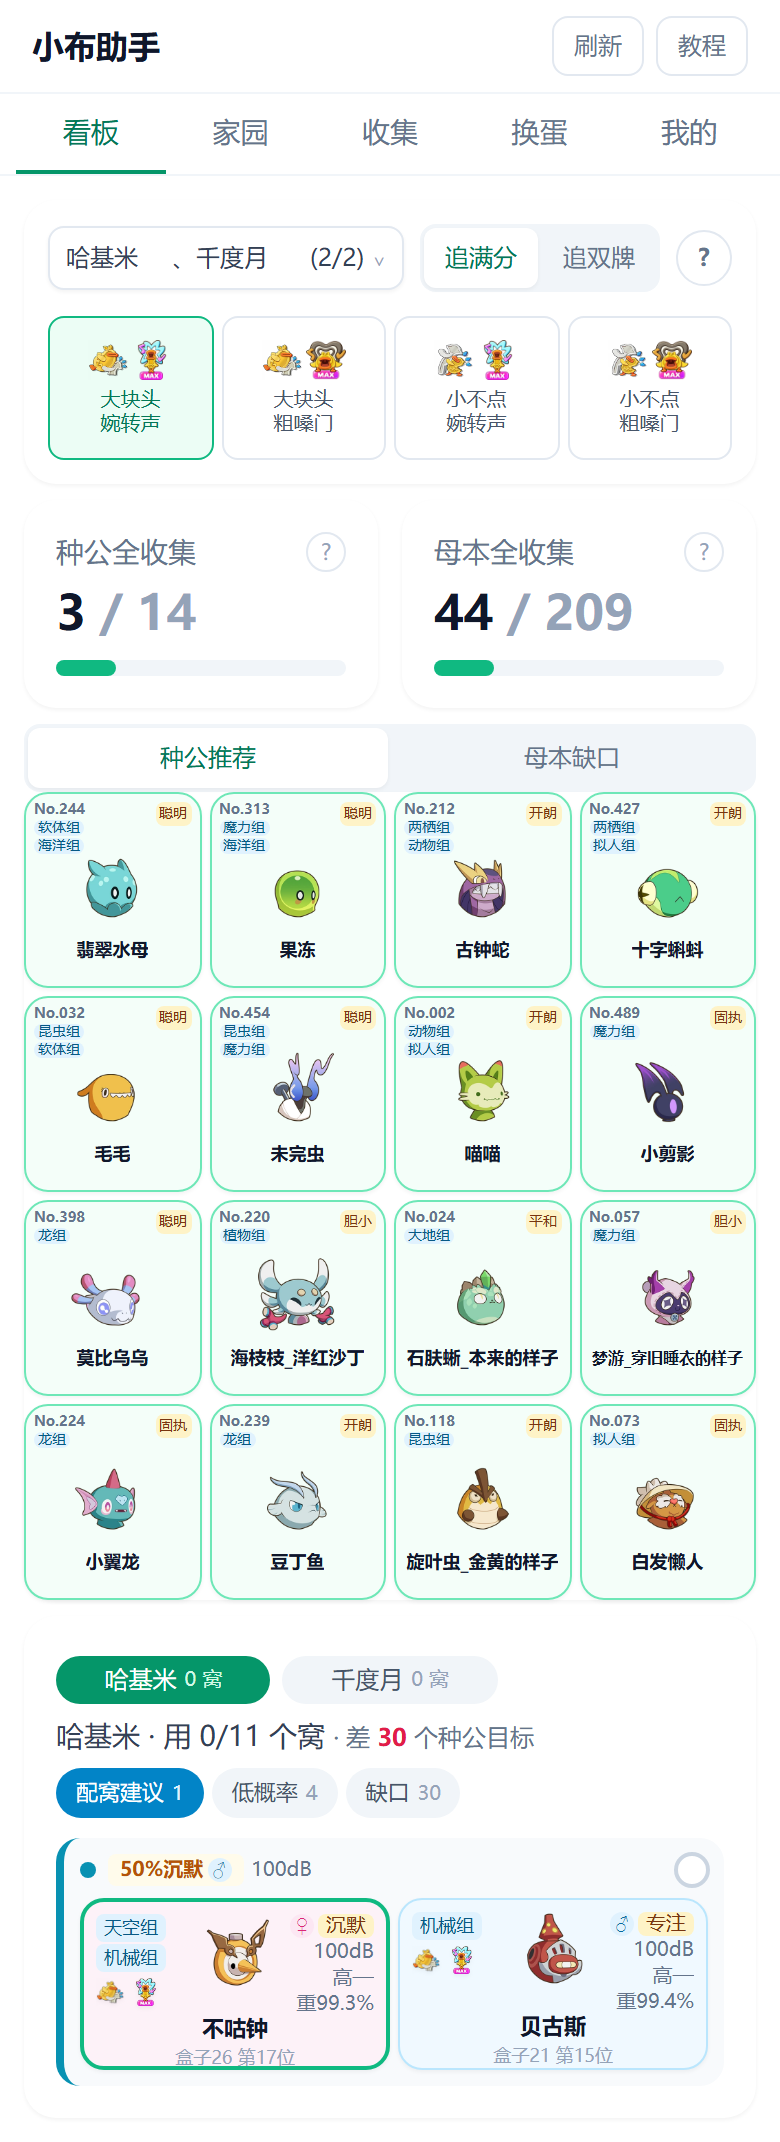 小布助手
刷新
教程
看板
家园
收集
换蛋
我的
哈基米 、千度月 (2/2)
追满分
追双牌
?
MAX
大块头
婉转声
MAX
大块头
粗嗓门
MAX
小不点
婉转声
MAX
小不点
粗嗓门
种公全收集
?
3 / 14
母本全收集
?
44 / 209
种公推荐
母本缺口
No.244
聪明
软体组
海洋组
翡翠水母
No.313
聪明
魔力组
海洋组
果冻
No.212
开朗
两栖组
动物组
古钟蛇
No.427
开朗
两栖组
拟人组
十字蝌蚪
No.032
聪明
昆虫组
软体组
毛毛
No.454
聪明
昆虫组
魔力组
未完虫
No.002
开朗
动物组
拟人组
喵喵
No.489
固执
魔力组
小剪影
No.398
聪明
龙组
莫比乌乌
No.220
胆小
植物组
海枝枝_洋红沙丁
No.024
平和
大地组
石肤蜥_本来的样子
No.057
胆小
魔力组
梦游_穿旧睡衣的样子
No.224
固执
龙组
小翼龙
No.239
开朗
龙组
豆丁鱼
No.118
开朗
昆虫组
旋叶虫_金黄的样子
No.073
固执
拟人组
白发懒人
哈基米 0 窝
千度月 0 窝
哈基米 · 用 0/11 个窝 · 差 30 个种公目标
配窝建议 1
低概率 4
缺口 30
50%沉默 ♂ 100dB
天空组
机械组
MAX
♀ 沉默
100dB
高—
重99.3%
不咕钟
盒子26 第17位
机械组
MAX
♂ 专注
100dB
高—
重99.4%
贝古斯
盒子21 第15位